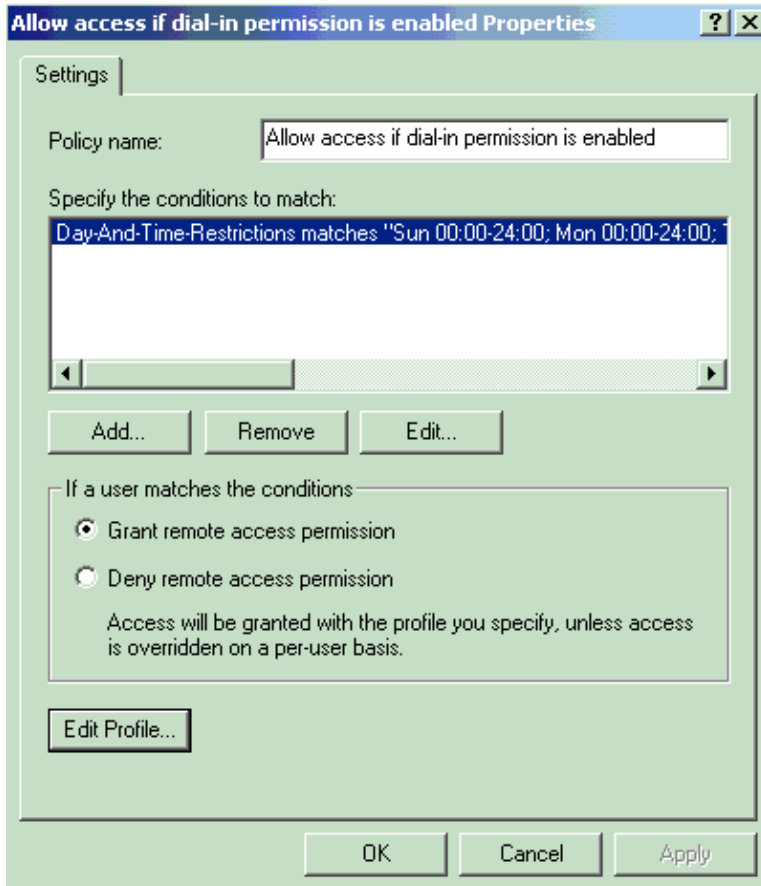 Allow access if dial-in permission is enabled Properties
Settings
Policy name: Allow access if dial-in permission is enabled
Specify the conditions to match:
Day-And-Time-Restrictions matches "Sun 00:00-24:00; Mon 00:00-24:00;
Add... Remove Edit...
If a user matches the conditions
Grant remote access permission
Deny remote access permission
Access will be granted with the profile you specify, unless access
is overridden on a per-user basis.
Edit Profile...
OK Cancel Apply